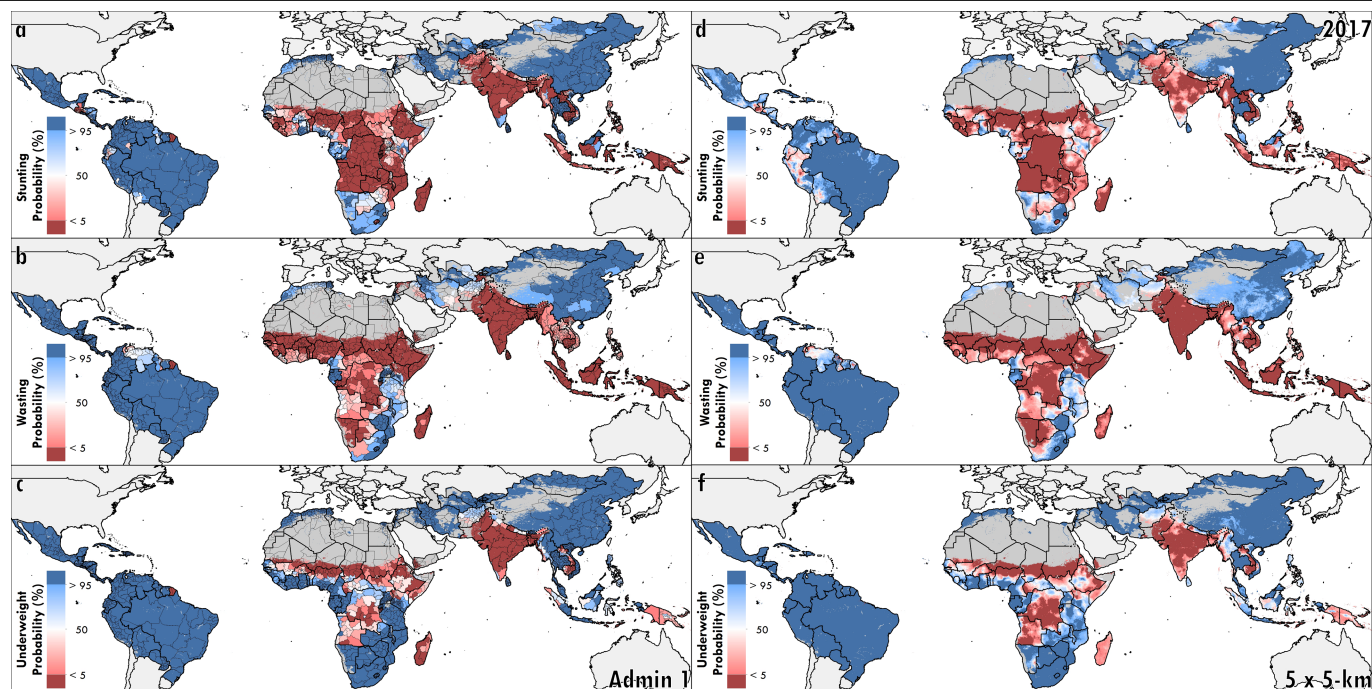 a
Stunting
Probability (%)
> 95
50
< 5
d
2017
Stunting
Probability (%)
> 95
50
< 5
b
Wasting
Probability (%)
> 95
50
< 5
e
Wasting
Probability (%)
> 95
50
< 5
c
Underweight
Probability (%)
> 95
50
< 5
Admin 1
f
Underweight
Probability (%)
> 95
50
< 5
5 x 5-km